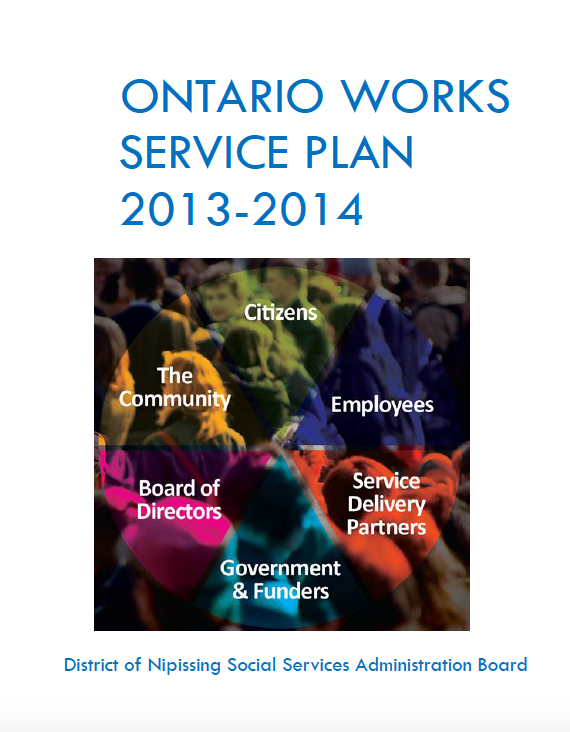 ONTARIO WORKS
SERVICE PLAN
2013-2014
Citizens
The
Community
Employees
Board of
Directors
Service
Delivery
Partners
Government
& Funders
District of Nipissing Social Services Administration Board